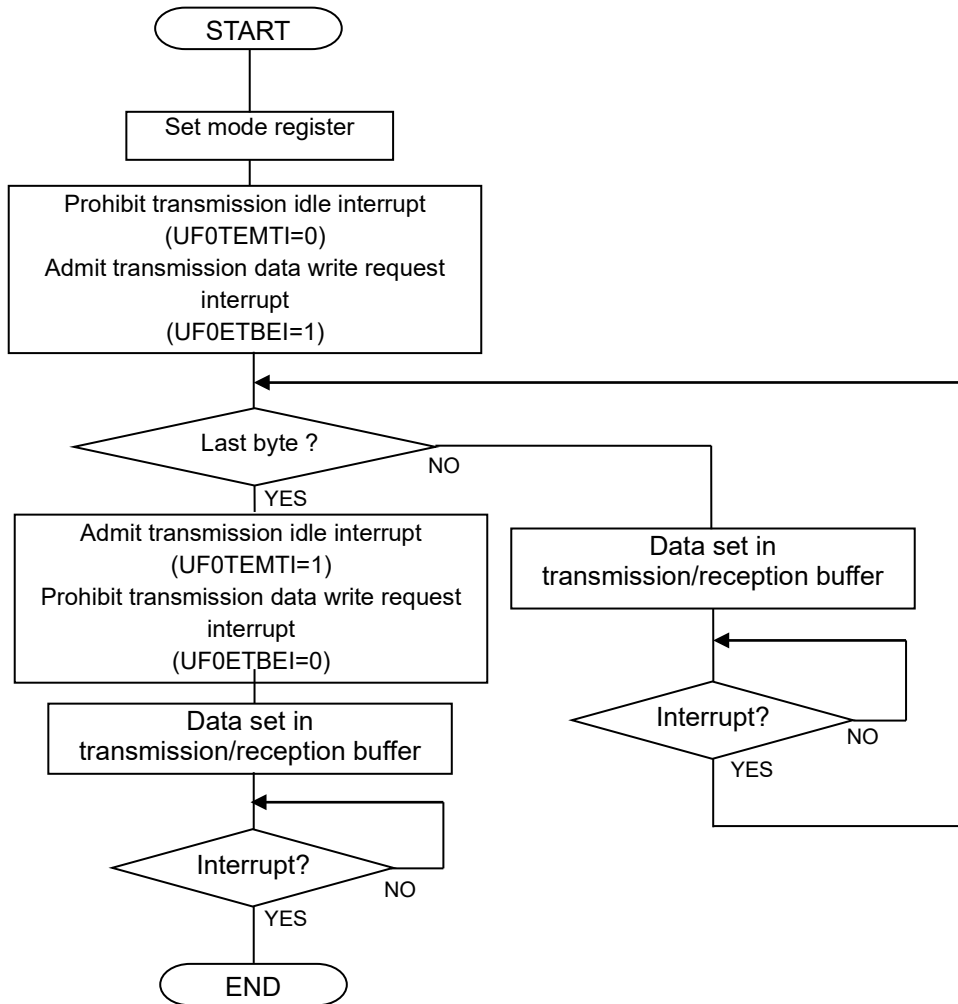 START
Set mode register
Prohibit transmission idle interrupt
(UF0TEMTI=0)
Admit transmission data write request
interrupt
(UF0ETBEI=1)
Last byte ?
NO
YES
Admit transmission idle interrupt
(UF0TEMTI=1)
Prohibit transmission data write request
interrupt
(UF0ETBEI=0)
Data set in
transmission/reception buffer
Interrupt?
NO
YES
Data set in
transmission/reception buffer
Interrupt?
NO
YES
END